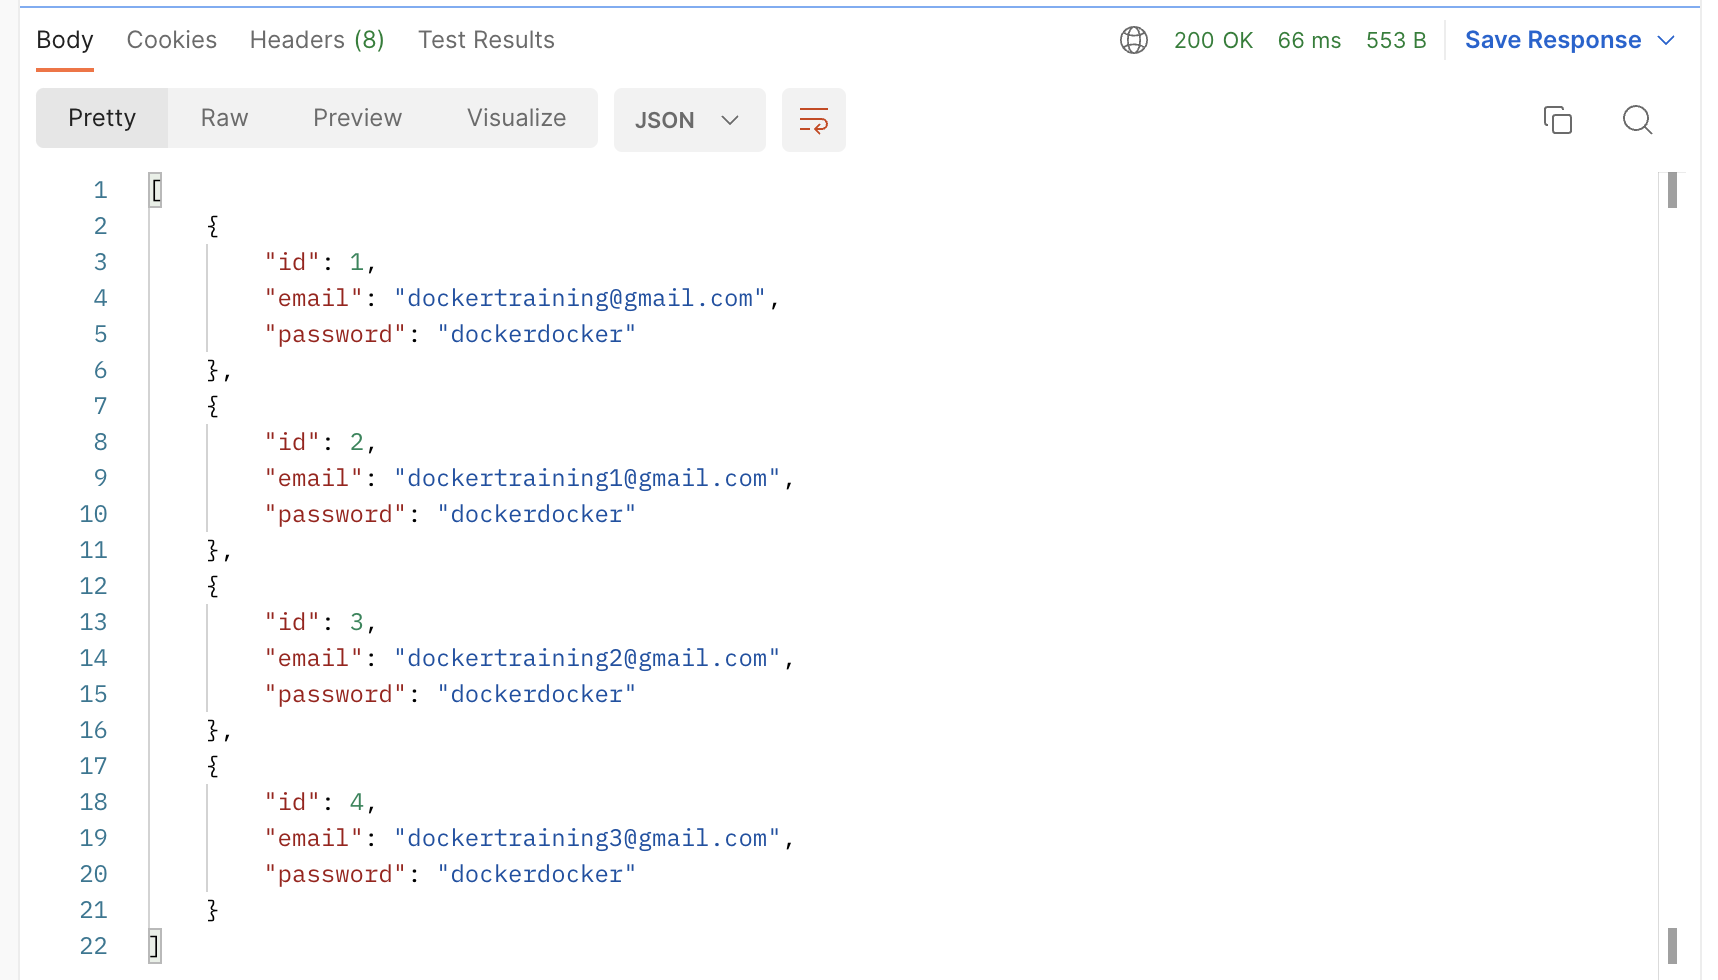 Body Cookies Headers (8) Test Results 200 OK 66 ms 553 B Save Response
Pretty Raw Preview Visualize JSON
1 [
2 {
3 "id": 1,
4 "email": "dockertraining@gmail.com",
5 "password": "dockerdocker"
6 },
7 {
8 "id": 2,
9 "email": "dockertraining1@gmail.com",
10 "password": "dockerdocker"
11 },
12 {
13 "id": 3,
14 "email": "dockertraining2@gmail.com",
15 "password": "dockerdocker"
16 },
17 {
18 "id": 4,
19 "email": "dockertraining3@gmail.com",
20 "password": "dockerdocker"
21 }
22 ]